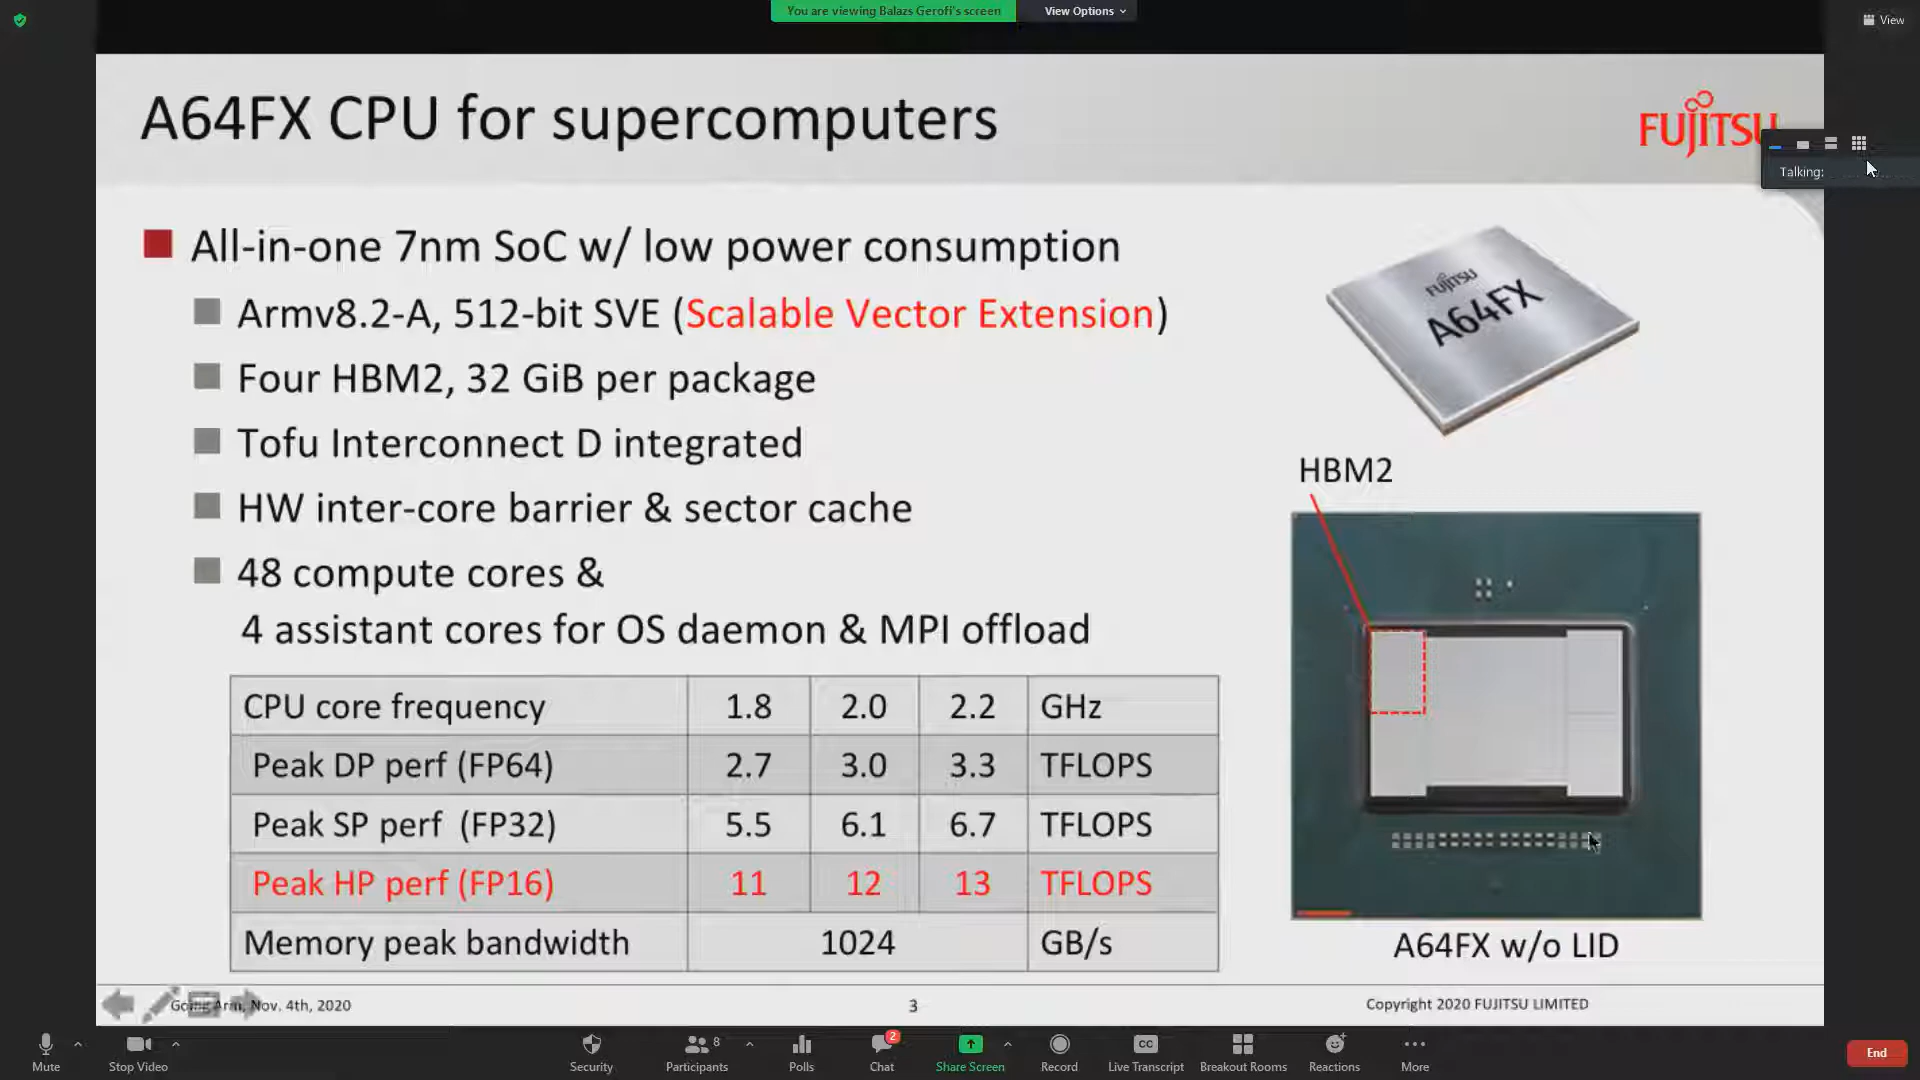 You are viewing Balazs Gerofi's screen
View Options
View
A64FX CPU for supercomputers
FUJITSU
Talking:
All-in-one 7nm SoC w/ low power consumption
Armv8.2-A, 512-bit SVE (Scalable Vector Extension)
Four HBM2, 32 GiB per package
Tofu Interconnect D integrated
HW inter-core barrier & sector cache
48 compute cores &
4 assistant cores for OS daemon & MPI offload
FUJITSU
A64FX
HBM2
CPU core frequency 1.8 2.0 2.2 GHz
Peak DP perf (FP64) 2.7 3.0 3.3 TFLOPS
Peak SP perf (FP32) 5.5 6.1 6.7 TFLOPS
Peak HP perf (FP16) 11 12 13 TFLOPS
Memory peak bandwidth 1024 GB/s
A64FX w/o LID
Going Arm, Nov. 4th, 2020
3
Copyright 2020 FUJITSU LIMITED
Mute
Stop Video
Security
Participants 8
Polls
Chat 2
Share Screen
Record
CC
Live Transcript
Breakout Rooms
Reactions
More
End